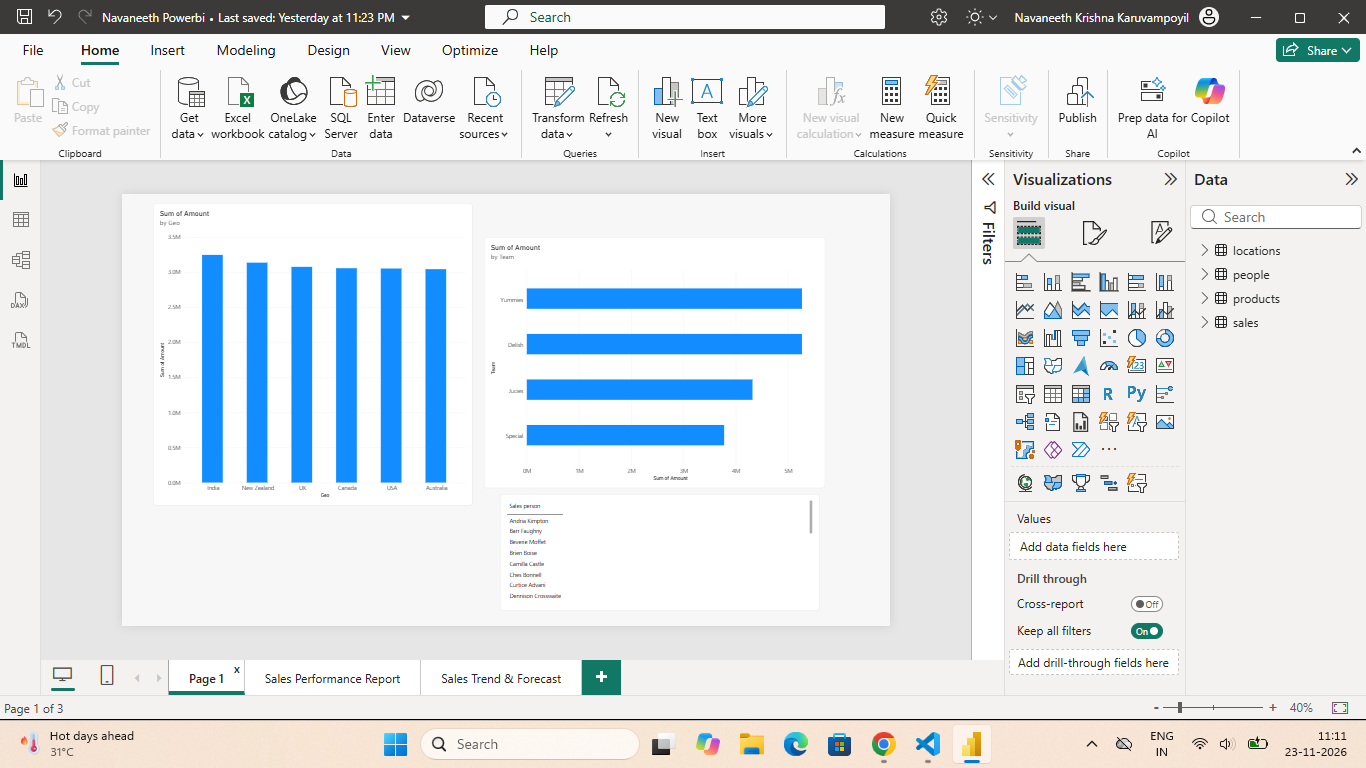 Navaneeth Powerbi • Last saved: Yesterday at 11:23 PM
Search
Navaneeth Krishna Karuvampoyil
File Home Insert Modeling Design View Optimize Help
Share
Paste
Cut
Copy
Format painter
Clipboard
Get data
Excel workbook
OneLake catalog
SQL Server
Enter data
Dataverse
Recent sources
Data
Transform data
Refresh
Queries
New visual
Text box
More visuals
Insert
New visual calculation
New measure
Quick measure
Calculations
Sensitivity
Sensitivity
Publish
Share
Prep data for AI
Copilot
Copilot
DAX
TMDL
Sum of Amount
by Geo
3.5M
3.0M
2.5M
2.0M
1.5M
1.0M
0.5M
0.0M
Sum of Amount
India New Zealand UK Canada USA Australia
Geo
Sum of Amount
by Team
Yummies
Delish
Jucies
Special
Team
0M 1M 2M 3M 4M 5M
Sum of Amount
Sales person
Andria Kimpton
Barr Faughny
Beverie Moffet
Brien Boise
Camilla Castle
Ches Bonnell
Curtice Advani
Dennison Crosswaite
Filters
Visualizations
Build visual
123
R
Py
Values
Add data fields here
Drill through
Cross-report
Off
Keep all filters
On
Add drill-through fields here
Data
Search
locations
people
products
sales
Page 1
x
Sales Performance Report
Sales Trend & Forecast
+
Page 1 of 3
- + 40%
Hot days ahead
31°C
Search
ENG
IN
11:11
23-11-2026